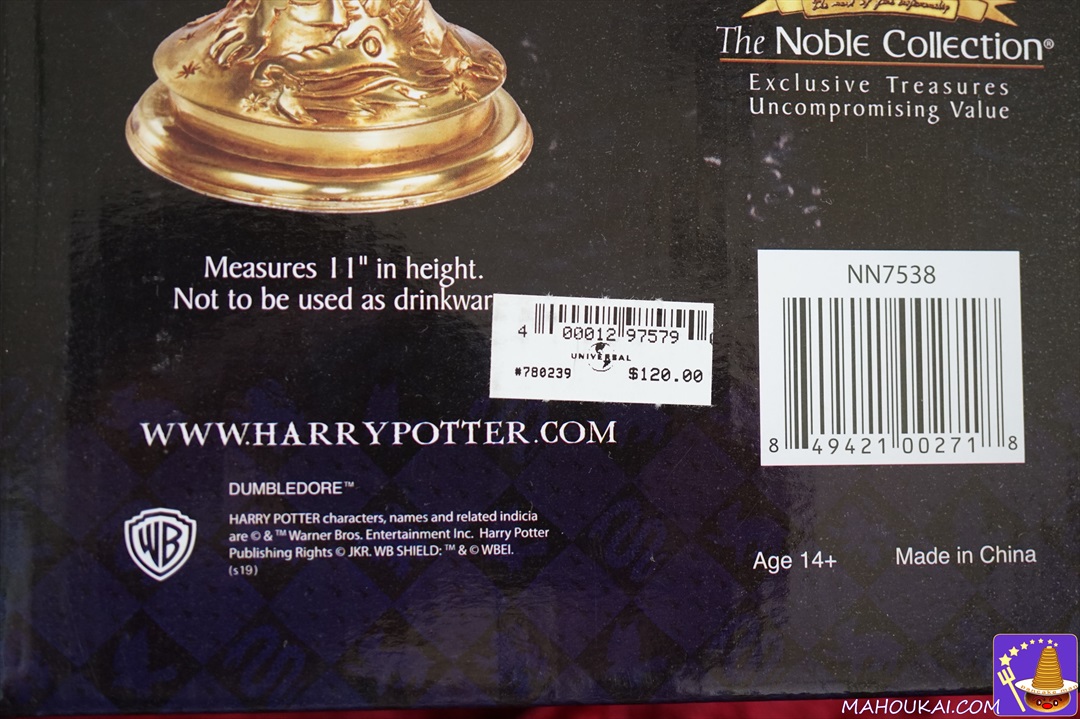 The Noble Collection®
Exclusive Treasures
Uncompromising Value
Measures 11" in height.
Not to be used as drinkwar
4 00012 97579
UNIVERSAL
#780239 $120.00
NN7538
8 49421 00271 8
WWW.HARRYPOTTER.COM
DUMBLEDORE™
HARRY POTTER characters, names and related indicia
are © & ™ Warner Bros. Entertainment Inc. Harry Potter
Publishing Rights © JKR. WB SHIELD: ™ & © WBEI.
(s19)
WB
Age 14+
Made in China
MAHOUKAI.COM